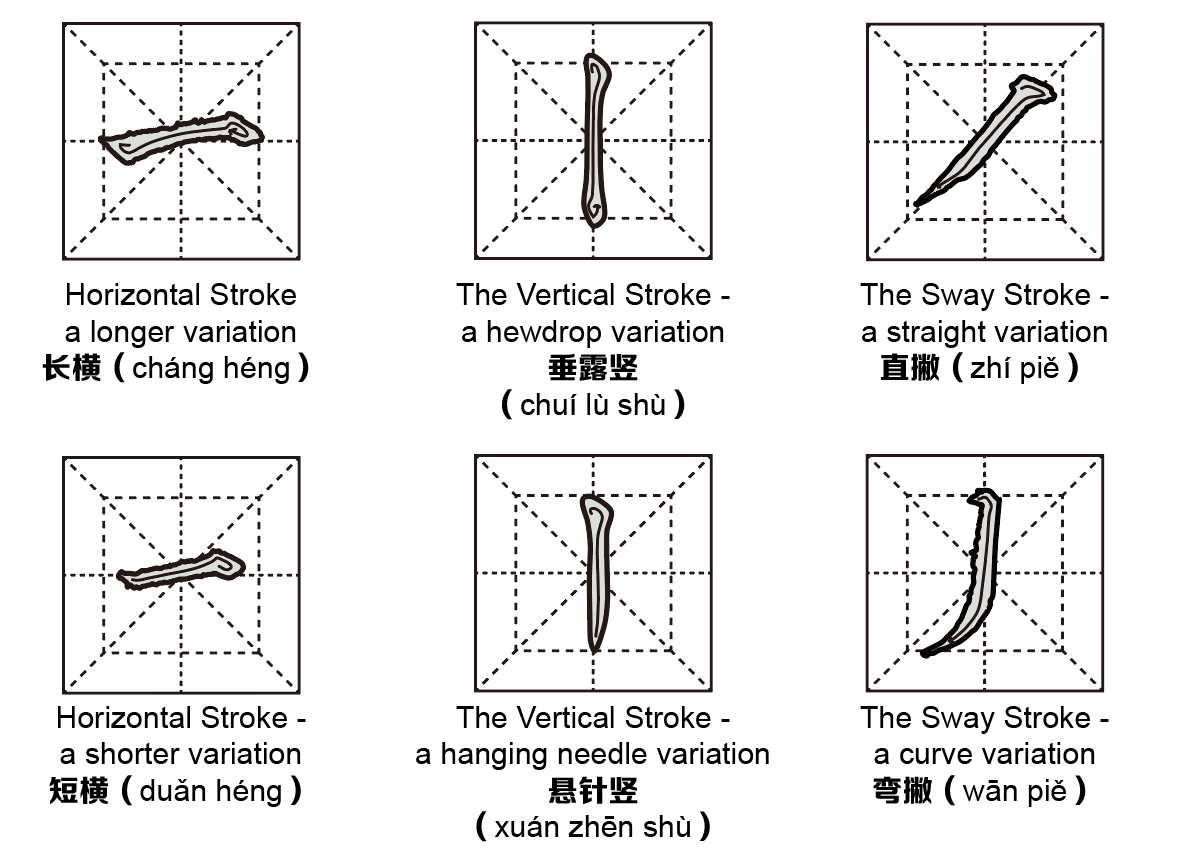 Horizontal Stroke
a longer variation
长横（cháng héng）
The Vertical Stroke -
a hewdrop variation
垂露竖
（chuí lù shù）
The Sway Stroke -
a straight variation
直撇（zhí piě）
Horizontal Stroke -
a shorter variation
短横（duǎn héng）
The Vertical Stroke -
a hanging needle variation
悬针竖
（xuán zhēn shù）
The Sway Stroke -
a curve variation
弯撇（wān piě）